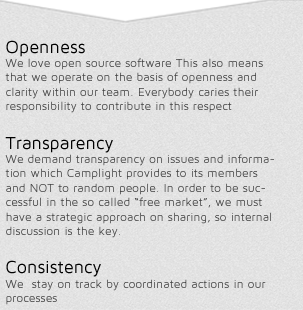 Openness
We love open source software This also means
that we operate on the basis of openness and
clarity within our team. Everybody caries their
responsibility to contribute in this respect
Transparency
We demand transparency on issues and informa-
tion which Camplight provides to its members
and NOT to random people. In order to be suc-
cessful in the so called “free market”, we must
have a strategic approach on sharing, so internal
discussion is the key.
Consistency
We stay on track by coordinated actions in our
processes